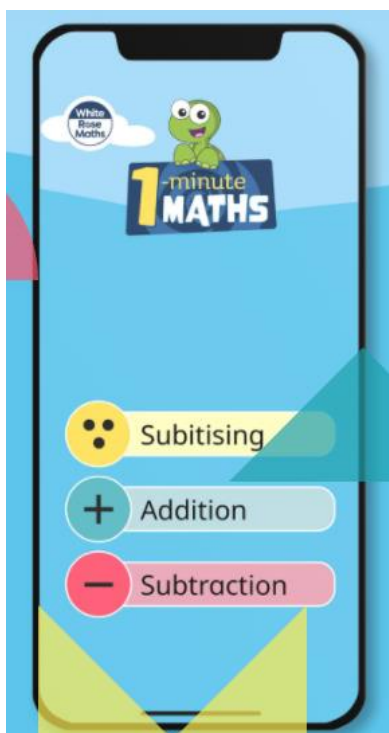 White
Rose
Maths
1-minute
MATHS
Subitising
+ Addition
− Subtraction